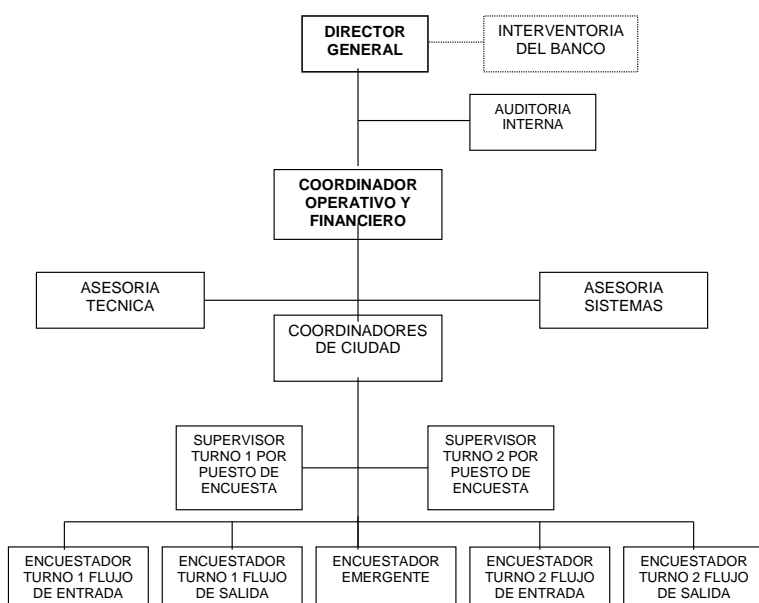 DIRECTOR
GENERAL
INTERVENTORIA
DEL BANCO
AUDITORIA
INTERNA
COORDINADOR
OPERATIVO Y
FINANCIERO
ASESORIA
TECNICA
ASESORIA
SISTEMAS
COORDINADORES
DE CIUDAD
SUPERVISOR
TURNO 1 POR
PUESTO DE
ENCUESTA
SUPERVISOR
TURNO 2 POR
PUESTO DE
ENCUESTA
ENCUESTADOR
TURNO 1 FLUJO
DE ENTRADA
ENCUESTADOR
TURNO 1 FLUJO
DE SALIDA
ENCUESTADOR
EMERGENTE
ENCUESTADOR
TURNO 2 FLUJO
DE ENTRADA
ENCUESTADOR
TURNO 2 FLUJO
DE SALIDA